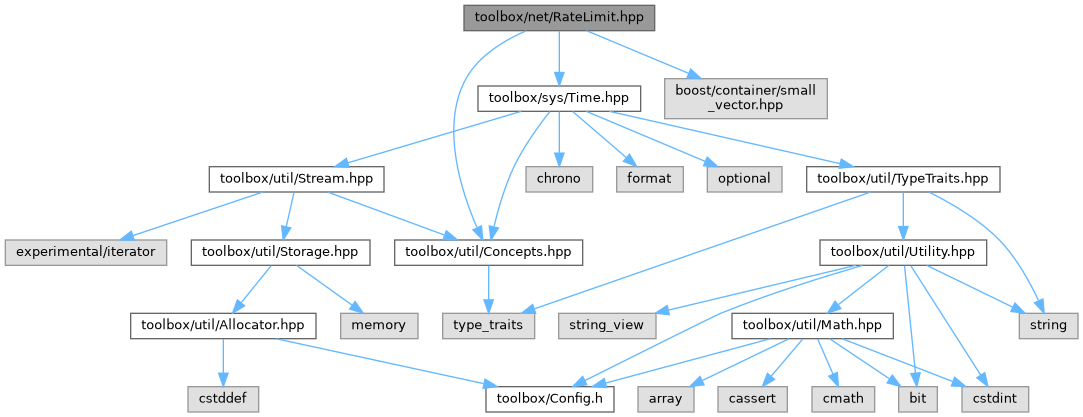 toolbox/net/RateLimit.hpp
boost/container/small
_vector.hpp
toolbox/sys/Time.hpp
toolbox/util/Stream.hpp
chrono
format
optional
toolbox/util/TypeTraits.hpp
experimental/iterator
toolbox/util/Storage.hpp
toolbox/util/Concepts.hpp
toolbox/util/Utility.hpp
toolbox/util/Allocator.hpp
memory
type_traits
string_view
toolbox/util/Math.hpp
string
cstddef
toolbox/Config.h
array
cassert
cmath
bit
cstdint